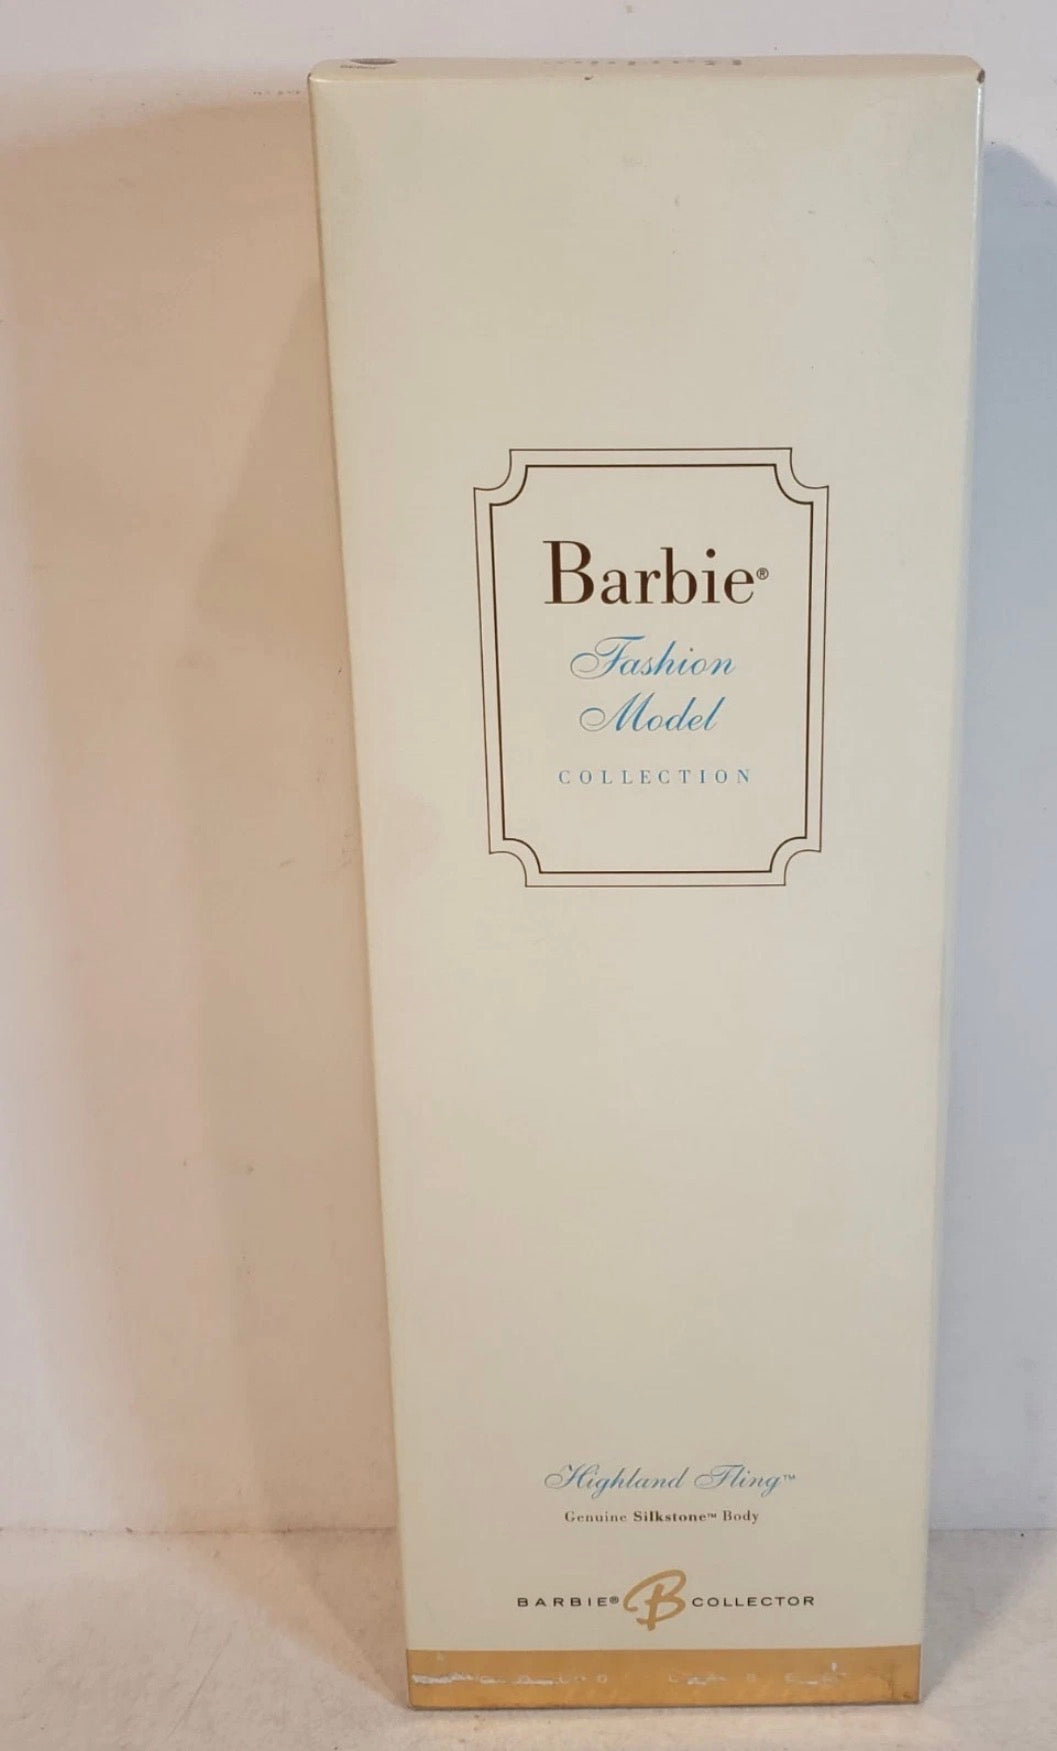 Barbie®
Fashion
Model
COLLECTION
Highland Fling™
Genuine Silkstone™ Body
BARBIE® B COLLECTOR